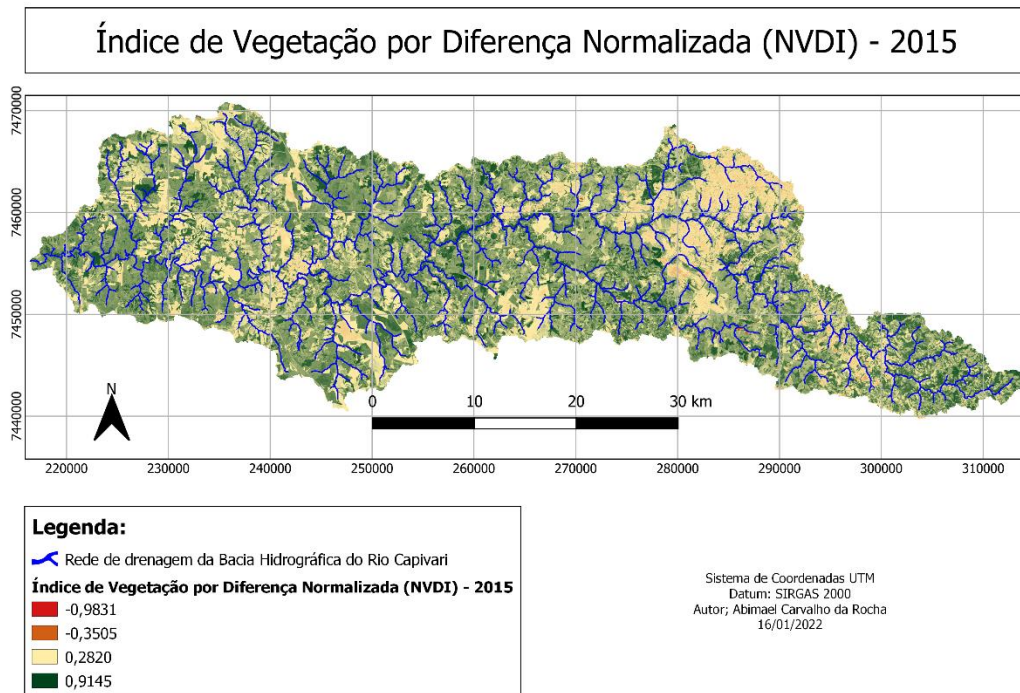 Índice de Vegetação por Diferença Normalizada (NVDI) - 2015
7470000
7460000
7450000
7440000
N
0 10 20 30 km
220000 230000 240000 250000 260000 270000 280000 290000 300000 310000
Legenda:
Rede de drenagem da Bacia Hidrográfica do Rio Capivari
Índice de Vegetação por Diferença Normalizada (NVDI) - 2015
-0,9831
-0,3505
0,2820
0,9145
Sistema de Coordenadas UTM
Datum: SIRGAS 2000
Autor; Abimael Carvalho da Rocha
16/01/2022